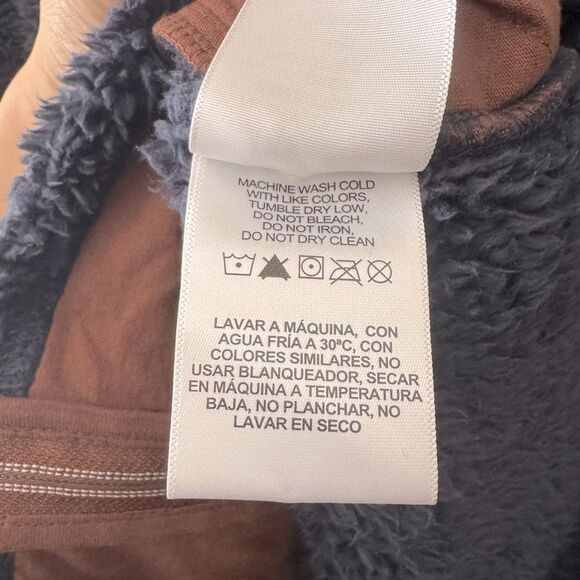 MACHINE WASH COLD
WITH LIKE COLORS,
TUMBLE DRY LOW,
DO NOT BLEACH,
DO NOT IRON,
DO NOT DRY CLEAN
LAVAR A MÁQUINA, CON
AGUA FRÍA A 30ªC, CON
COLORES SIMILARES, NO
USAR BLANQUEADOR, SECAR
EN MÁQUINA A TEMPERATURA
BAJA, NO PLANCHAR, NO
LAVAR EN SECO